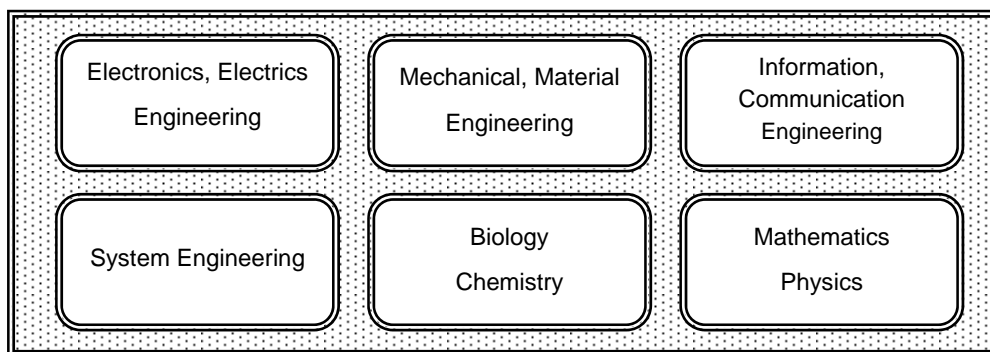 Electronics, Electrics
Engineering
Mechanical, Material
Engineering
Information,
Communication
Engineering
System Engineering
Biology
Chemistry
Mathematics
Physics